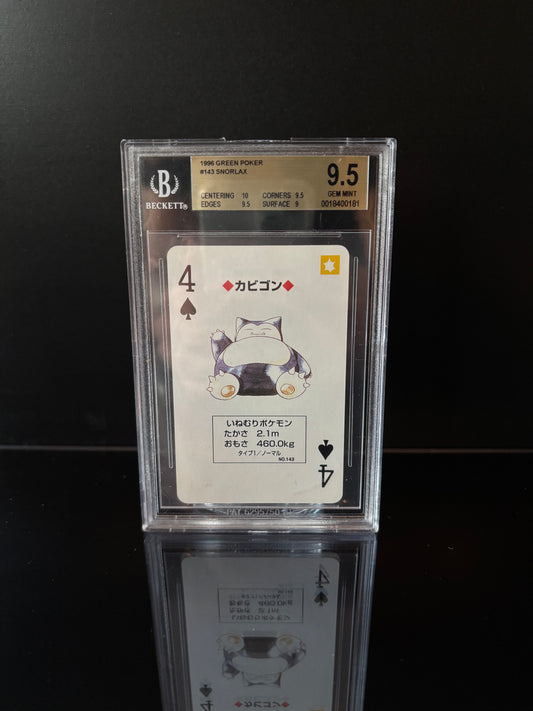 1996 GREEN POKER
#143 SNORLAX
CENTERING 10 CORNERS 9.5
EDGES 9.5 SURFACE 9
9.5
GEM MINT
0018400181
B
BECKETT®
4
◆カビゴン◆
いねむりポケモン
たかさ 2.1m
おもさ 460.0kg
タイプ1/ノーマル
NO.143
4